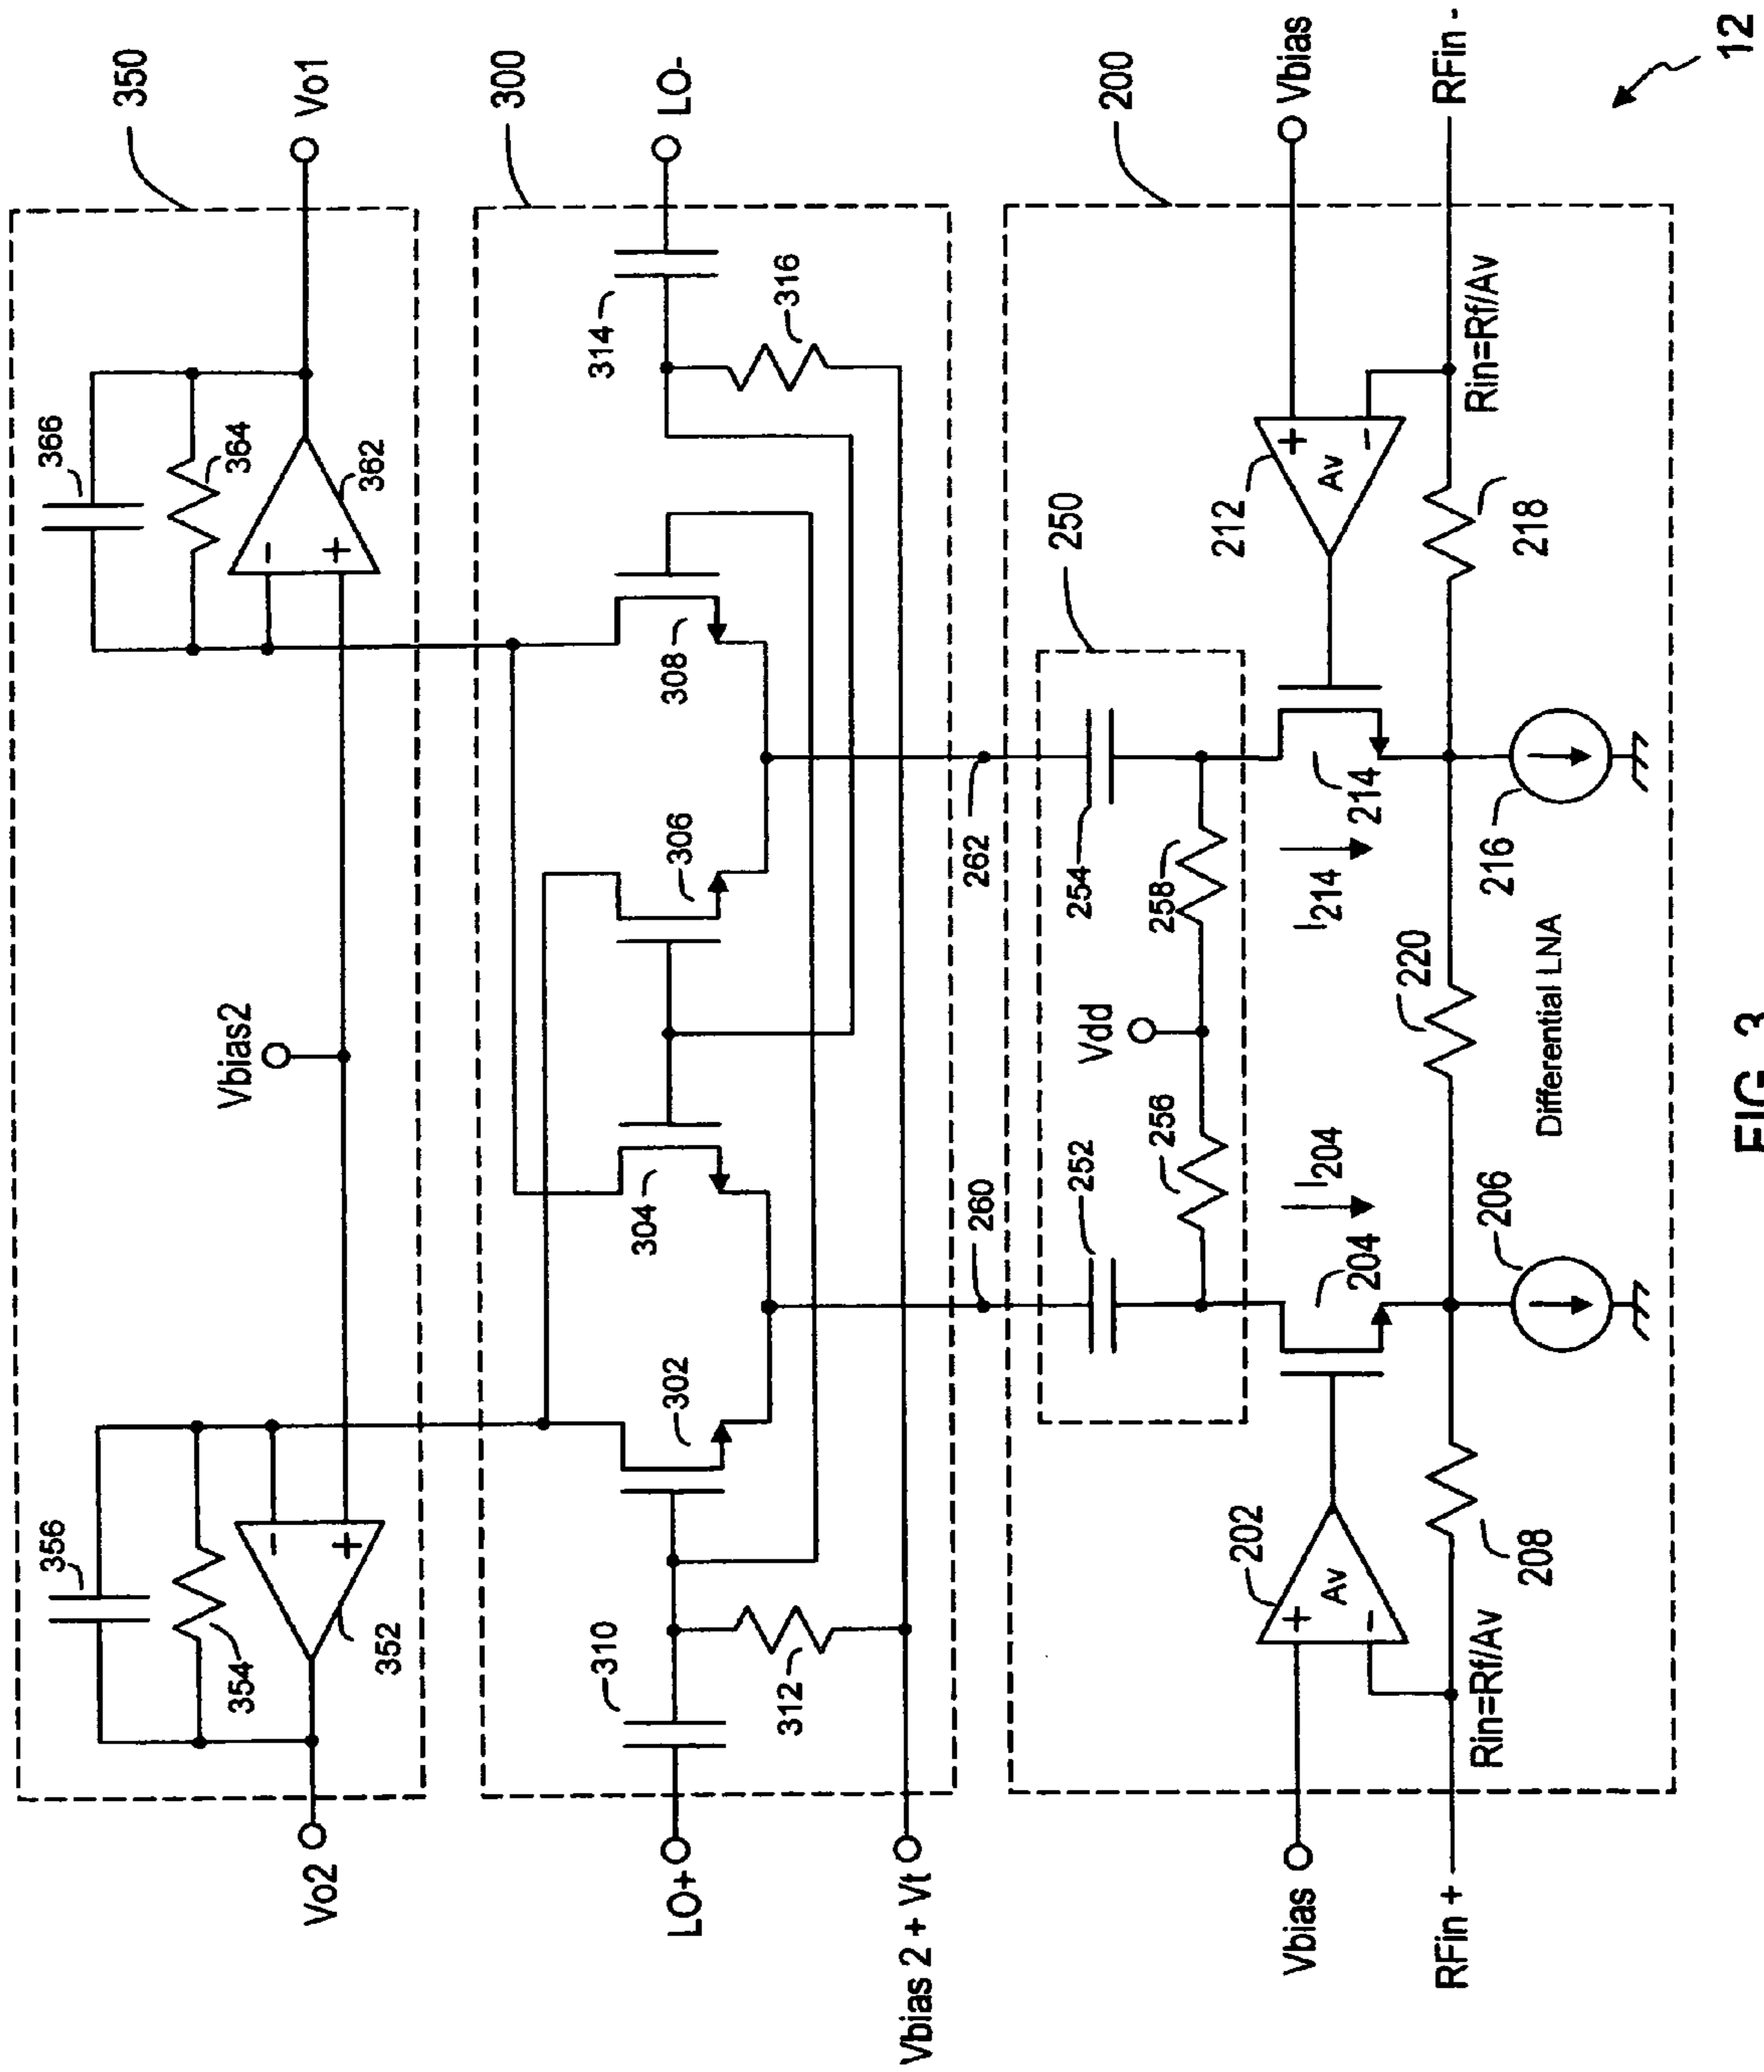 350
Vo1
366
364
362
Vbias2
356
354
352
Vo2
300
LO-
314
316
308
306
304
302
310
312
LO+
Vbias 2 + Vt
262
260
200
Vbias
RFin -
Rin=Rf/Av
212
+
-
Av
218
250
254
258
Vdd
256
252
214
I214
216
220
Differential LNA
I204
204
206
202
+
-
Av
208
Rin=Rf/Av
Vbias
RFin +
12
FIG. 3
-
+
-
+